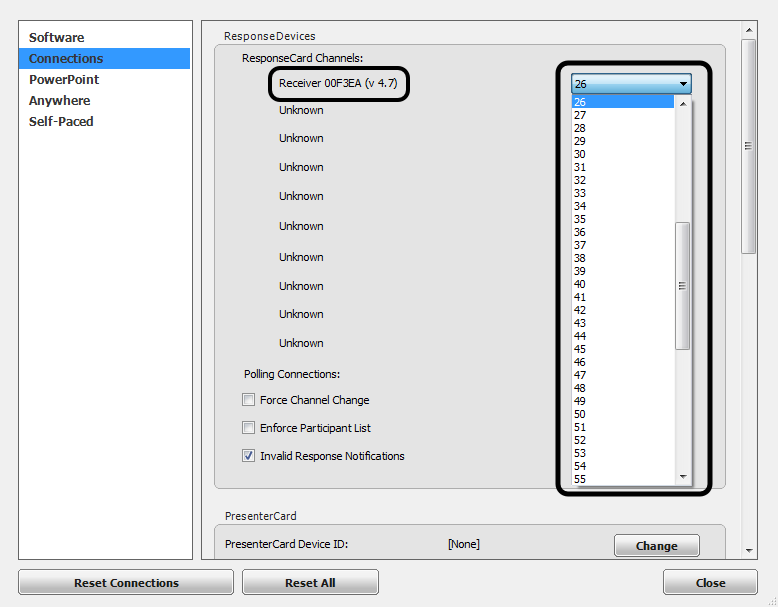 Software
Connections
PowerPoint
Anywhere
Self-Paced
ResponseDevices
ResponseCard Channels:
Receiver 00F3EA (v 4.7)
26
Unknown
Unknown
Unknown
Unknown
Unknown
Unknown
Unknown
Unknown
Unknown
26
27
28
29
30
31
32
33
34
35
36
37
38
39
40
41
42
43
44
45
46
47
48
49
50
51
52
53
54
55
Polling Connections:
Force Channel Change
Enforce Participant List
Invalid Response Notifications
PresenterCard
PresenterCard Device ID: [None] Change
Reset Connections Reset All Close